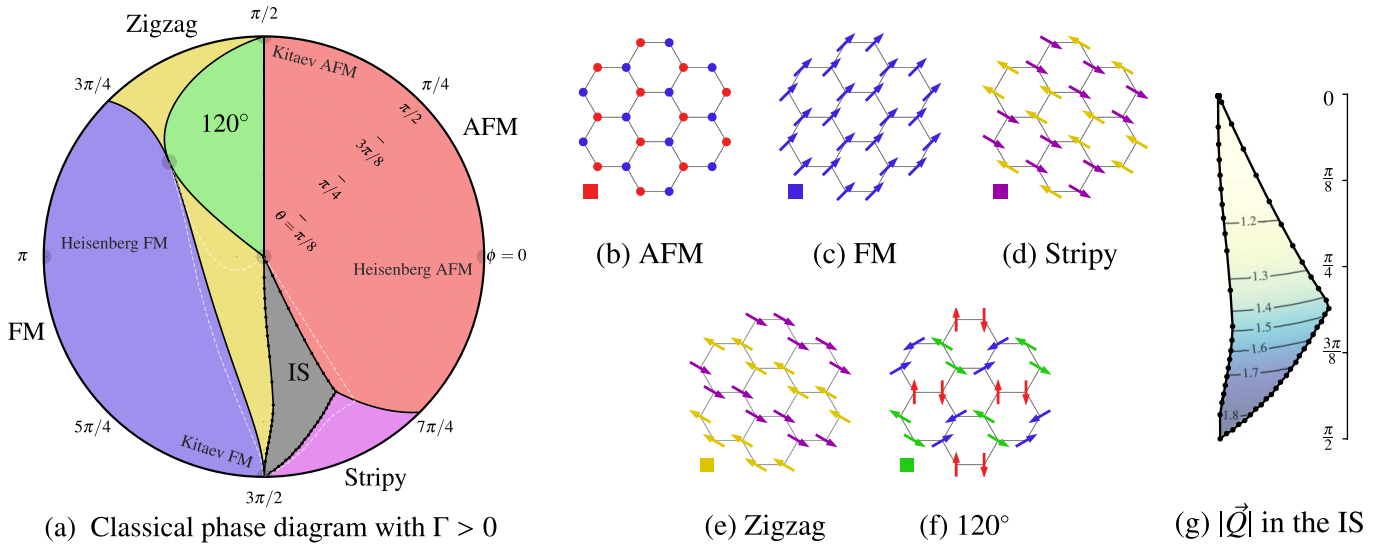 Zigzag
π/2
Kitaev AFM
3π/4
π/4
120°
π/2
AFM
3π/8
π/4
θ = π/8
Heisenberg FM
Heisenberg AFM
π
ϕ = 0
FM
IS
5π/4
Kitaev FM
7π/4
Stripy
3π/2
(a) Classical phase diagram with Γ > 0
(b) AFM
(c) FM
(d) Stripy
(e) Zigzag
(f) 120°
0
π/8
π/4
3π/8
π/2
1.2
1.3
1.4
1.5
1.6
1.7
1.8
(g) |Q⃗| in the IS